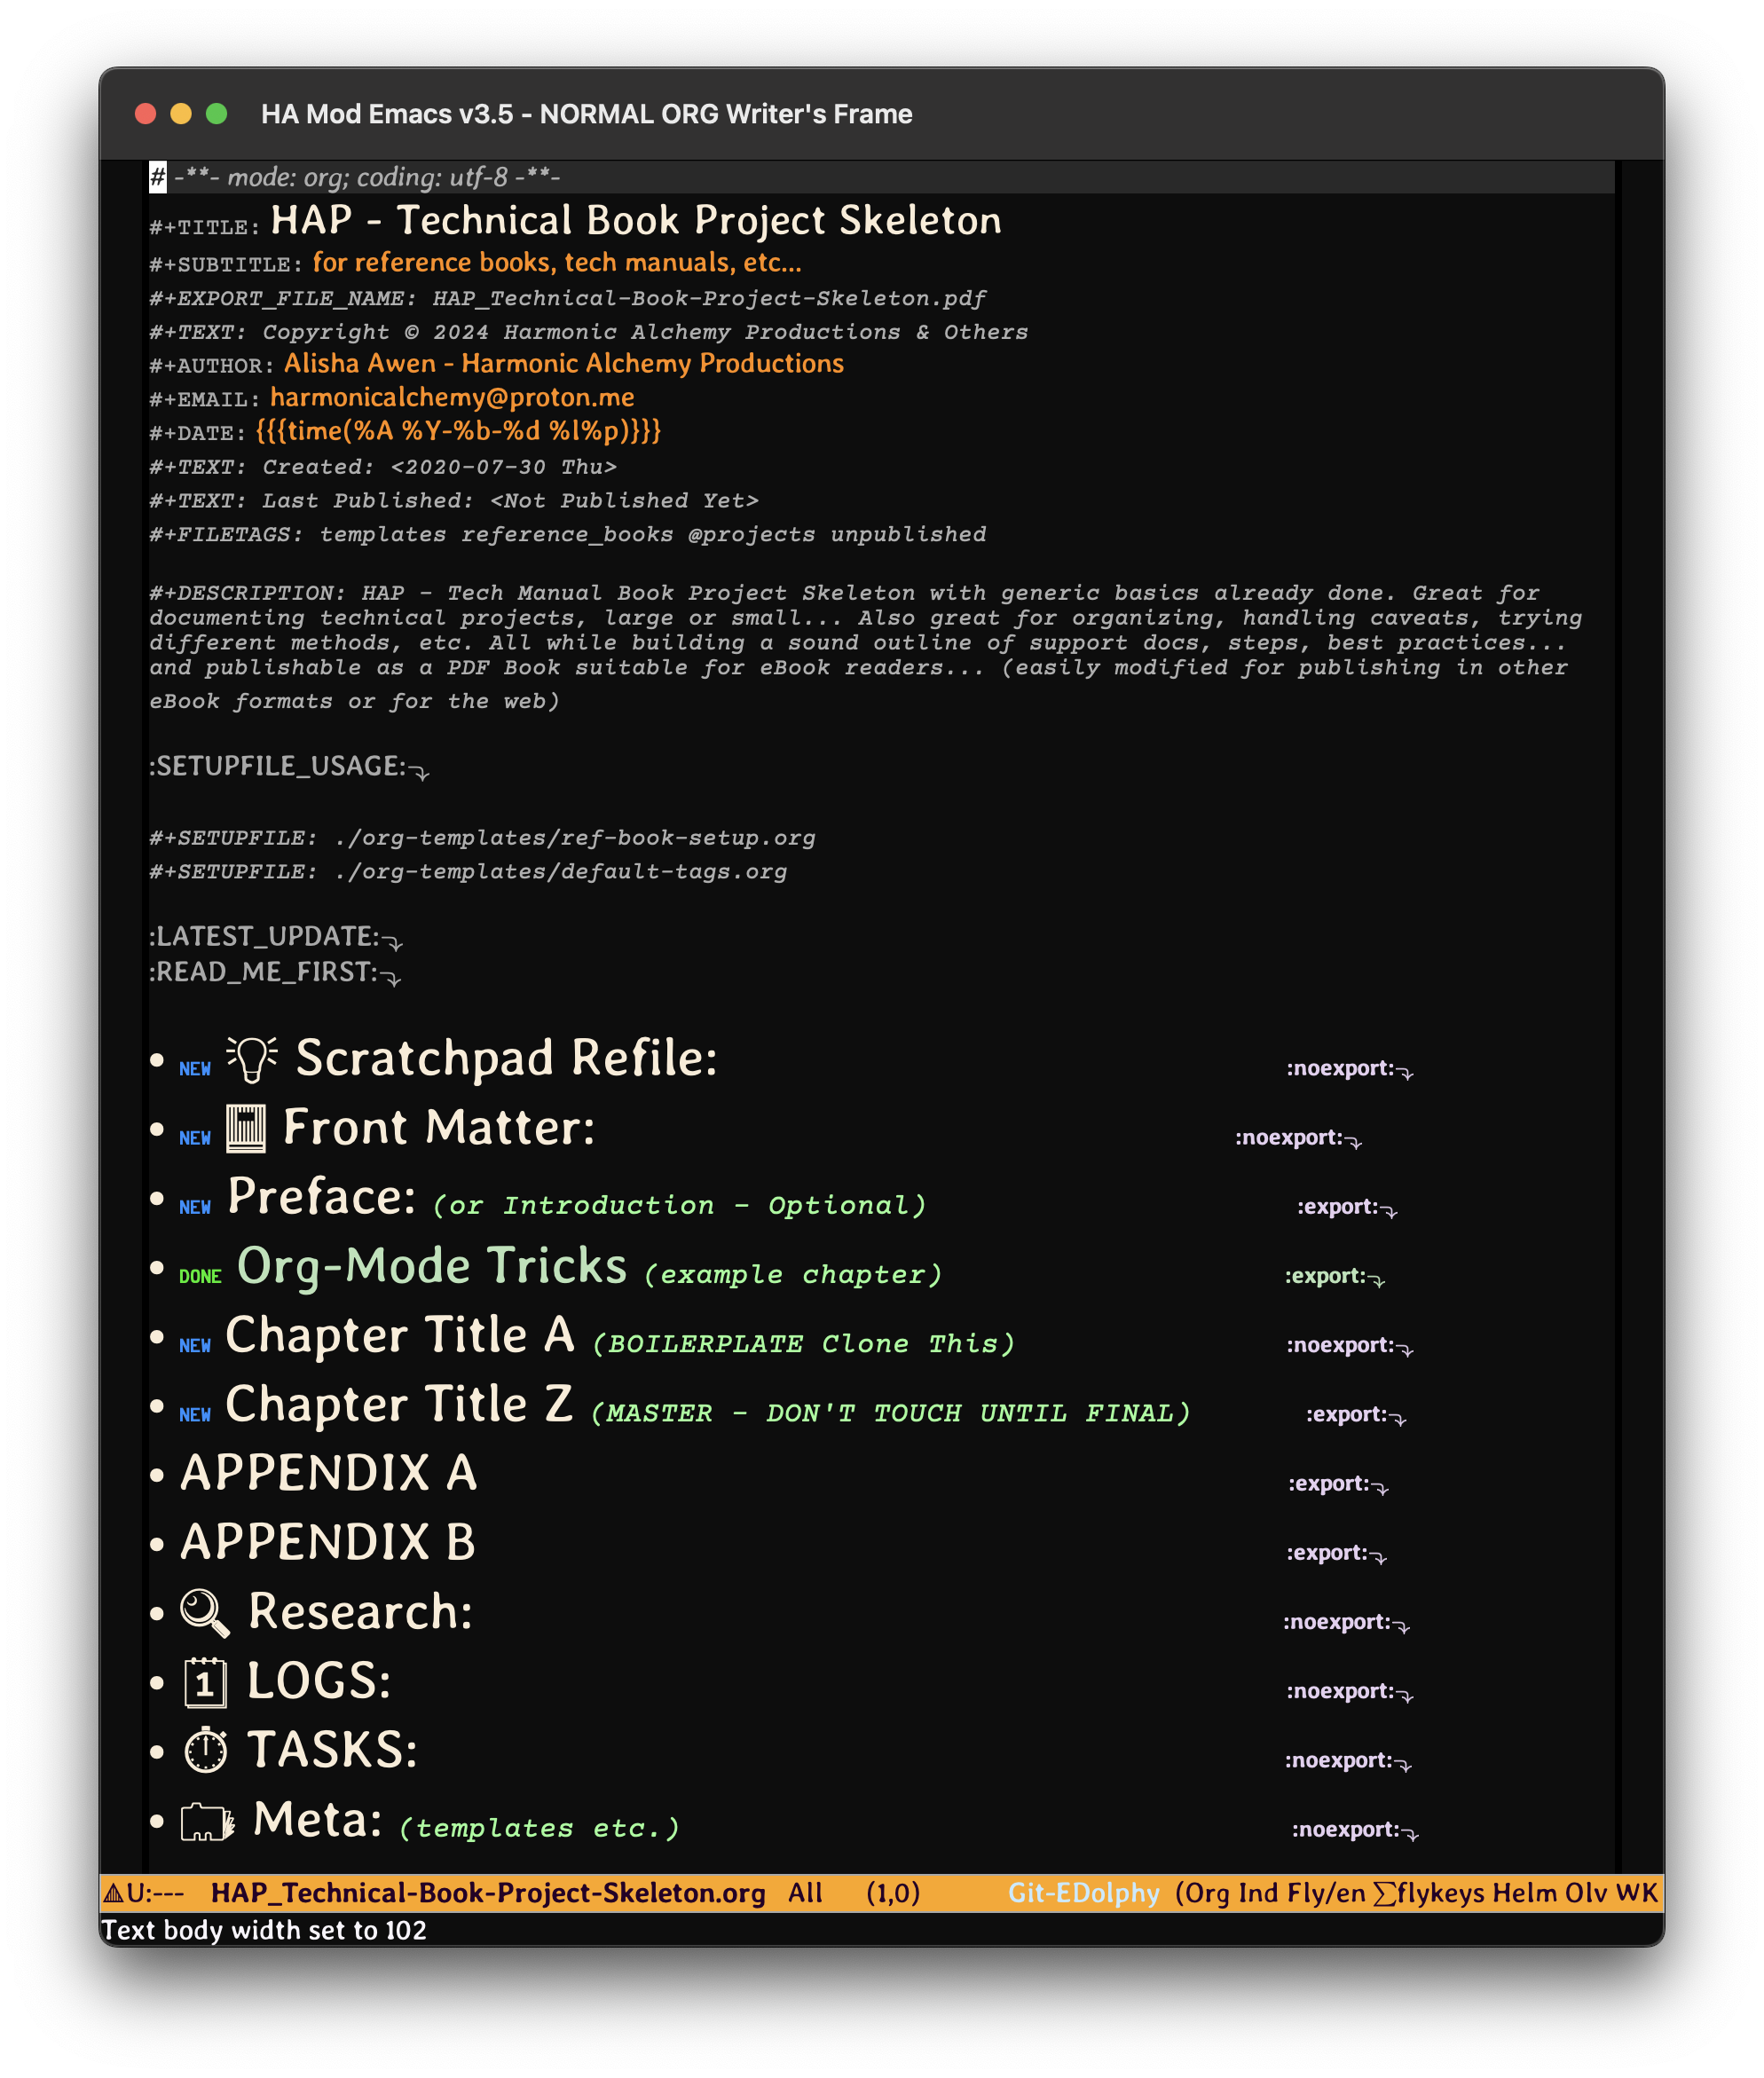 HA Mod Emacs v3.5 - NORMAL ORG Writer's Frame
# -**- mode: org; coding: utf-8 -**-
#+TITLE: HAP - Technical Book Project Skeleton
#+SUBTITLE: for reference books, tech manuals, etc...
#+EXPORT_FILE_NAME: HAP_Technical-Book-Project-Skeleton.pdf
#+TEXT: Copyright © 2024 Harmonic Alchemy Productions & Others
#+AUTHOR: Alisha Awen - Harmonic Alchemy Productions
#+EMAIL: harmonicalchemy@proton.me
#+DATE: {{{time(%A %Y-%b-%d %l%p)}}}
#+TEXT: Created: <2020-07-30 Thu>
#+TEXT: Last Published: <Not Published Yet>
#+FILETAGS: templates reference_books @projects unpublished
#+DESCRIPTION: HAP - Tech Manual Book Project Skeleton with generic basics already done. Great for
documenting technical projects, large or small... Also great for organizing, handling caveats, trying
different methods, etc. All while building a sound outline of support docs, steps, best practices...
and publishable as a PDF Book suitable for eBook readers... (easily modified for publishing in other
eBook formats or for the web)
:SETUPFILE_USAGE:⤵
#+SETUPFILE: ./org-templates/ref-book-setup.org
#+SETUPFILE: ./org-templates/default-tags.org
:LATEST_UPDATE:⤵
:READ_ME_FIRST:⤵
• NEW Scratchpad Refile: :noexport:⤵
• NEW Front Matter: :noexport:⤵
• NEW Preface: (or Introduction - Optional) :export:⤵
• DONE Org-Mode Tricks (example chapter) :export:⤵
• NEW Chapter Title A (BOILERPLATE Clone This) :noexport:⤵
• NEW Chapter Title Z (MASTER - DON'T TOUCH UNTIL FINAL) :export:⤵
• APPENDIX A :export:⤵
• APPENDIX B :export:⤵
• Research: :noexport:⤵
• 1 LOGS: :noexport:⤵
• TASKS: :noexport:⤵
• Meta: (templates etc.) :noexport:⤵
U:--- HAP_Technical-Book-Project-Skeleton.org All (1,0) Git-EDolphy (Org Ind Fly/en ∑flykeys Helm Olv WK
Text body width set to 102